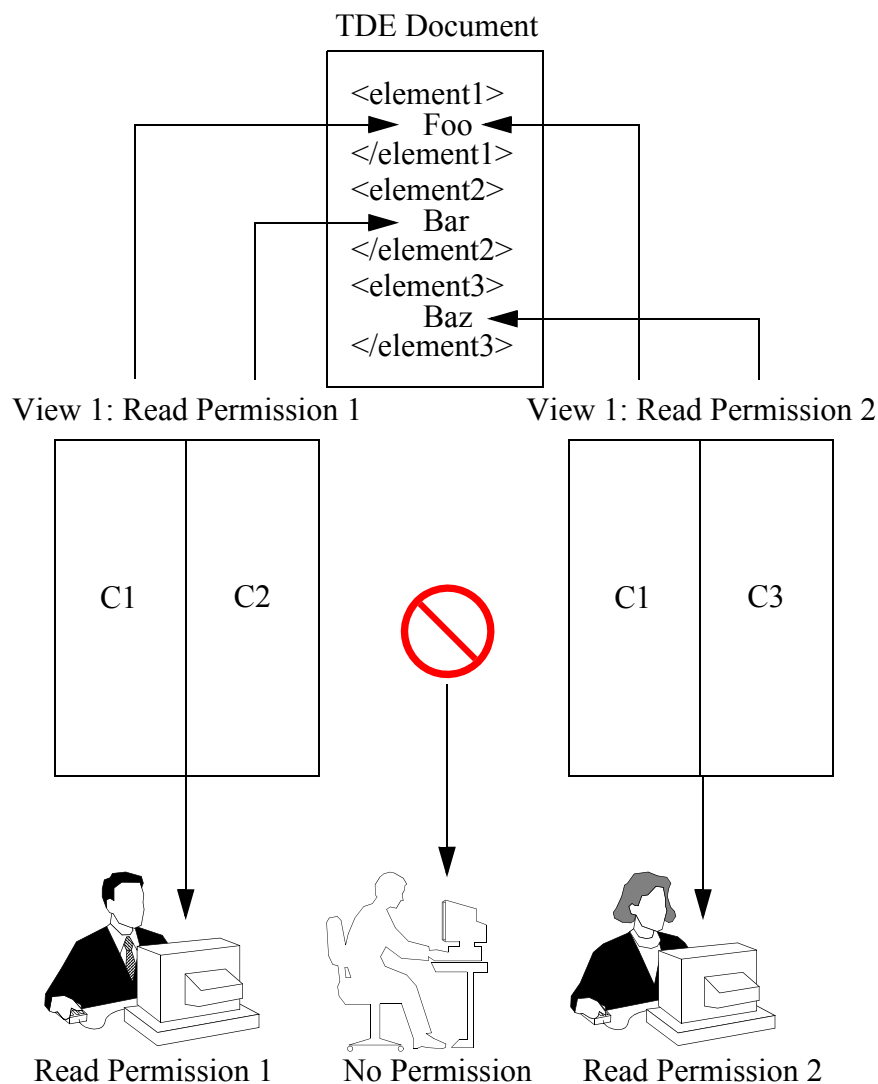 TDE Document
<element1>
Foo
</element1>
<element2>
Bar
</element2>
<element3>
Baz
</element3>
View 1: Read Permission 1
View 1: Read Permission 2
C1
C2
C1
C3
Read Permission 1
No Permission
Read Permission 2